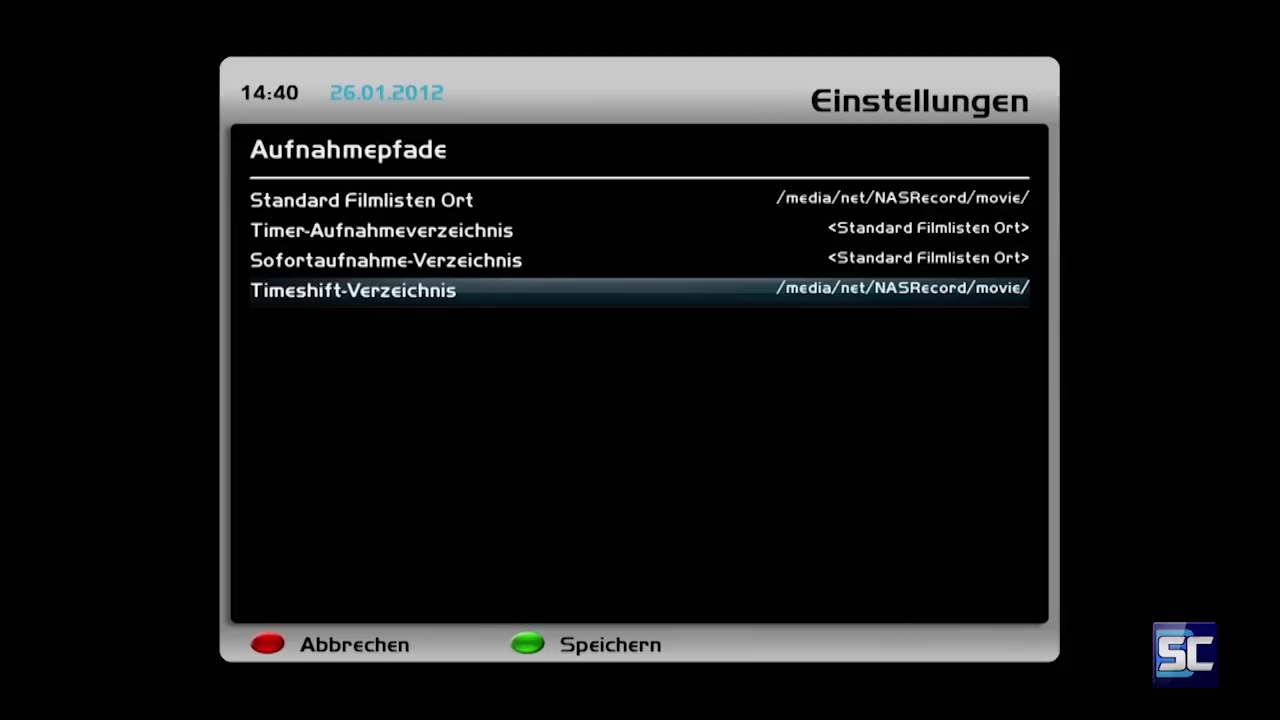 14:40 26.01.2012 Einstellungen
Aufnahmepfade
Standard Filmlisten Ort /media/net/NASRecord/movie/
Timer-Aufnahmeverzeichnis <Standard Filmlisten Ort>
Sofortaufnahme-Verzeichnis <Standard Filmlisten Ort>
Timeshift-Verzeichnis /media/net/NASRecord/movie/
Abbrechen Speichern
SC